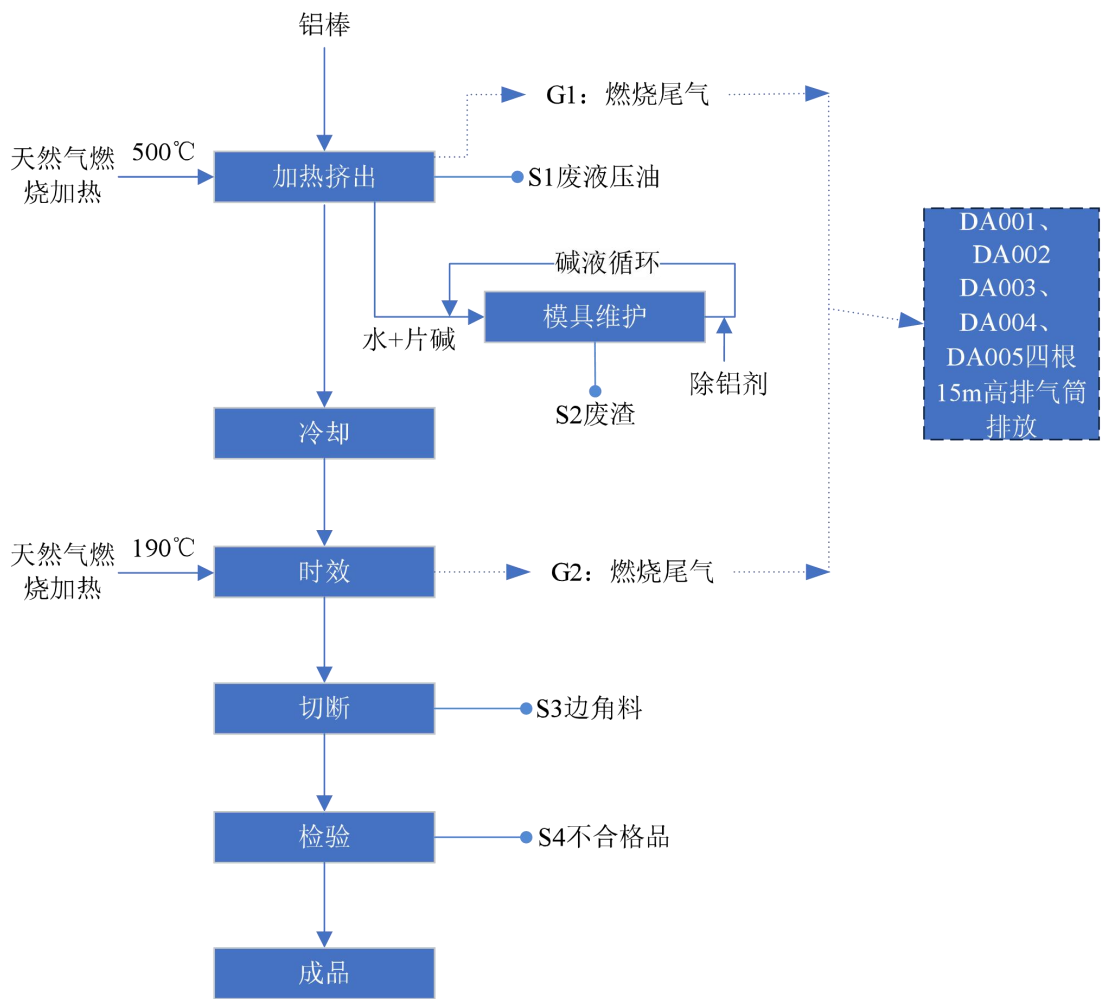 铝棒
G1：燃烧尾气
天然气燃
烧加热
500℃
加热挤出
S1废液压油
DA001、
DA002
DA003、
DA004、
DA005四根
15m高排气筒
排放
碱液循环
模具维护
水+片碱
除铝剂
S2废渣
冷却
天然气燃
烧加热
190℃
时效
G2：燃烧尾气
切断
S3边角料
检验
S4不合格品
成品